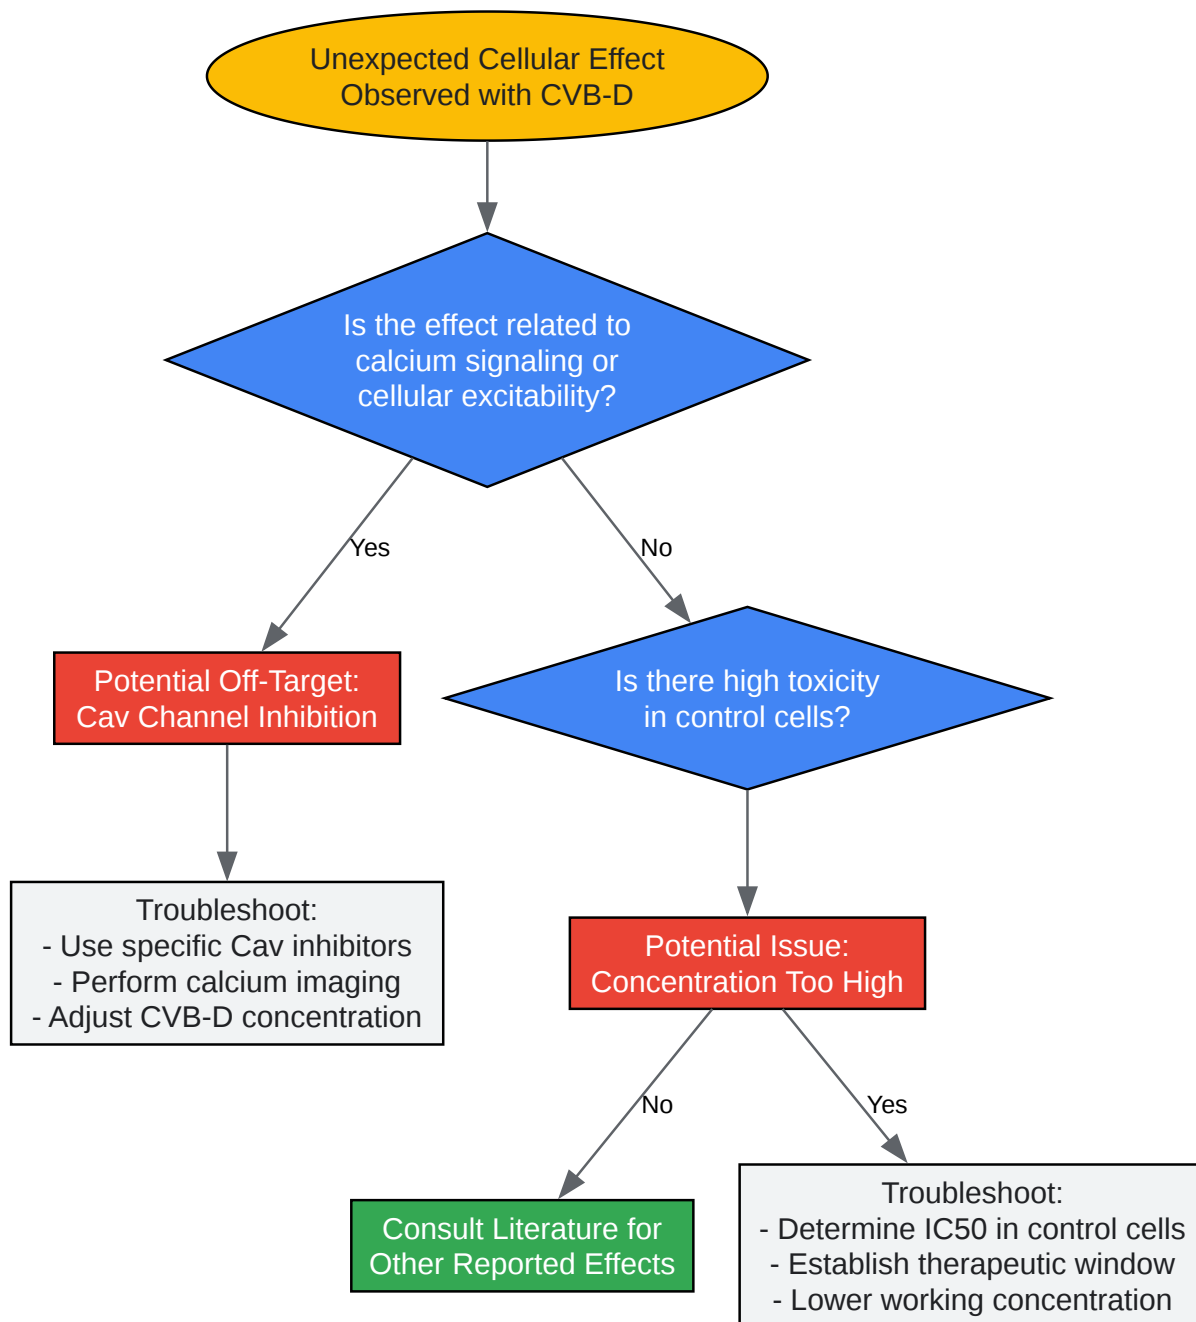 Unexpected Cellular Effect
Observed with CVB-D
Is the effect related to
calcium signaling or
cellular excitability?
Yes
No
Potential Off-Target:
Cav Channel Inhibition
Is there high toxicity
in control cells?
Troubleshoot:
- Use specific Cav inhibitors
- Perform calcium imaging
- Adjust CVB-D concentration
Potential Issue:
Concentration Too High
No
Yes
Consult Literature for
Other Reported Effects
Troubleshoot:
- Determine IC50 in control cells
- Establish therapeutic window
- Lower working concentration